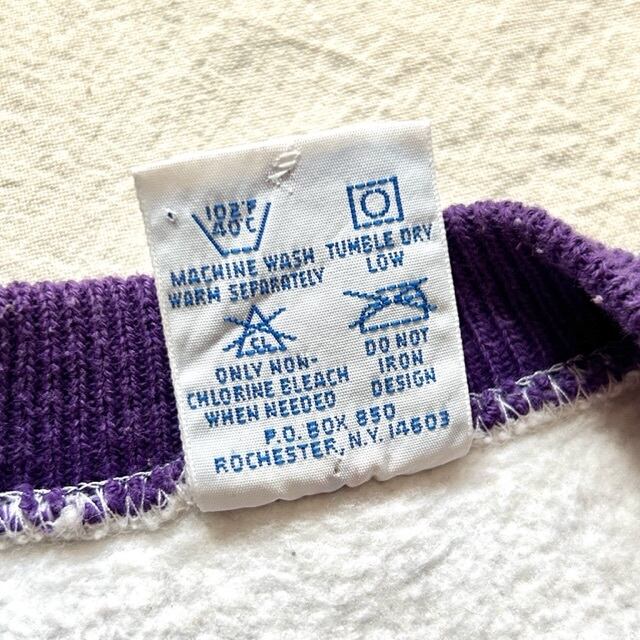 102°F
40°C
MACHINE WASH
WARM SEPARATELY
TUMBLE DRY
LOW
CL
ONLY NON-
CHLORINE BLEACH
WHEN NEEDED
DO NOT
IRON
DESIGN
P.O. BOX 850
ROCHESTER, N.Y. 14603